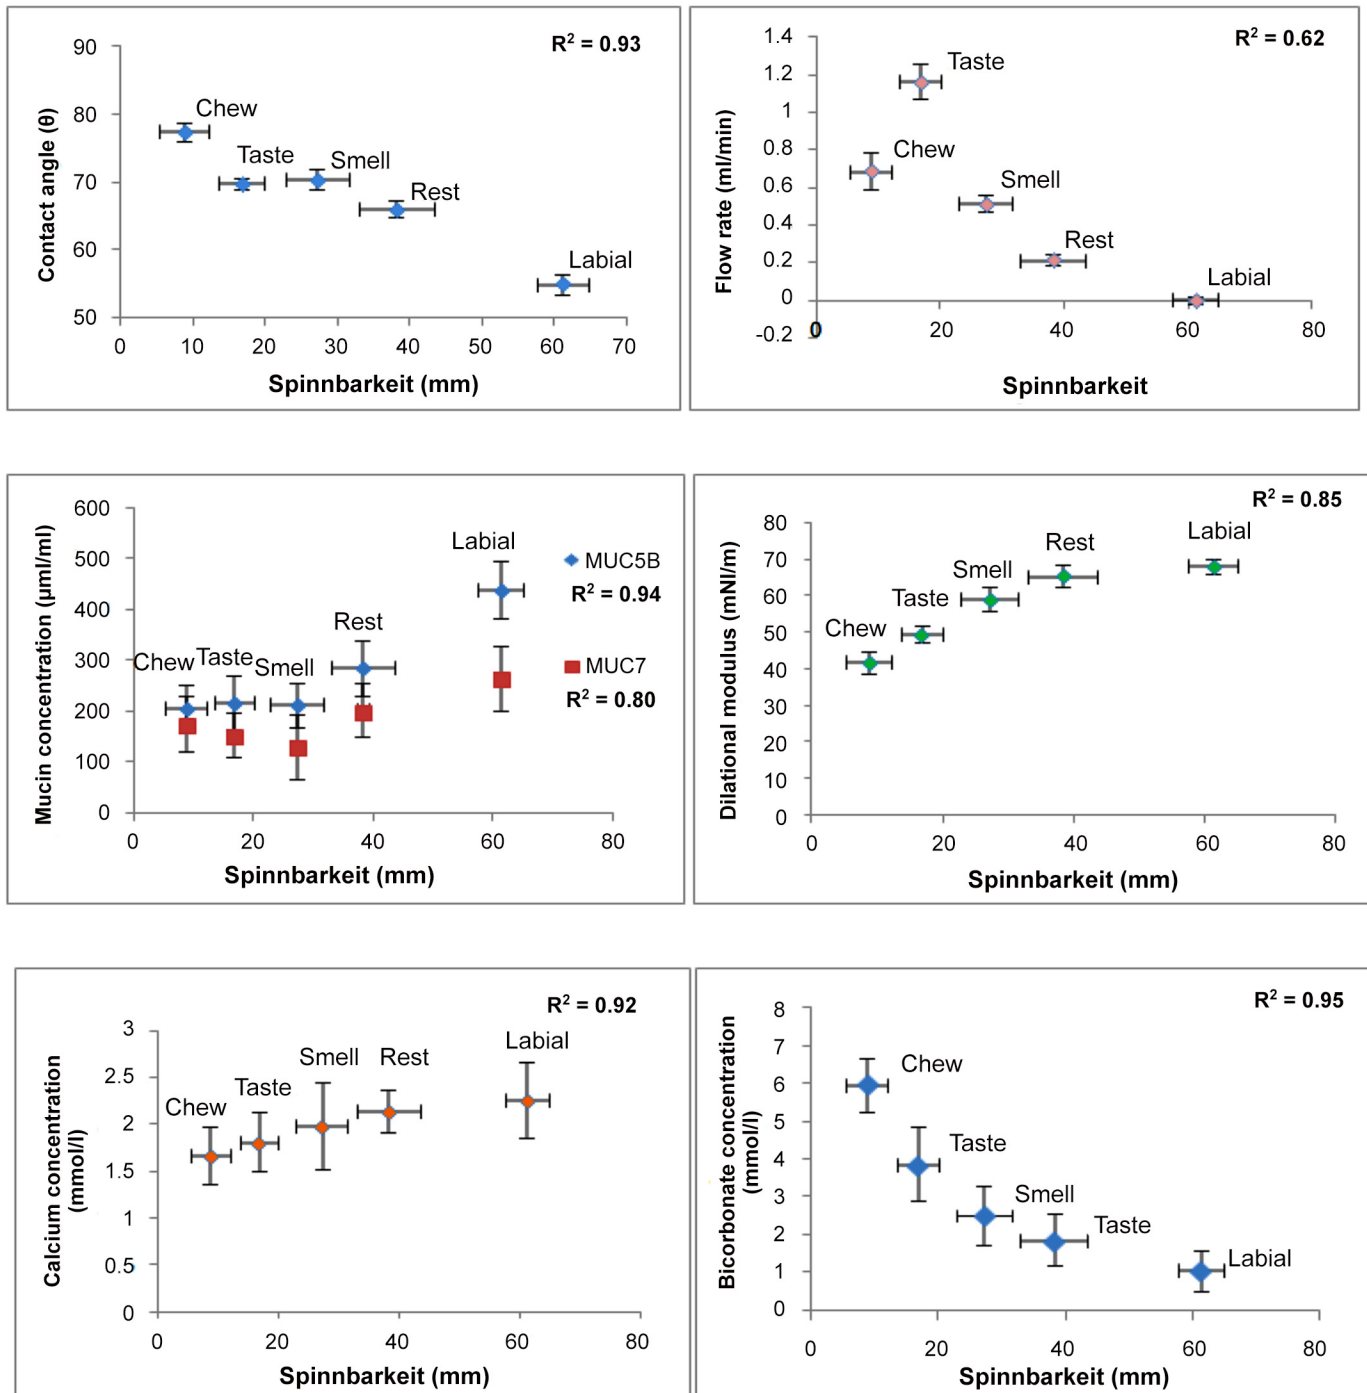 R² = 0.93
Contact angle (θ)
90
80
70
60
50
Chew
Taste
Smell
Rest
Labial
0 10 20 30 40 50 60 70
Spinnbarkeit (mm)
R² = 0.62
Flow rate (ml/min)
1.4
1.2
1
0.8
0.6
0.4
0.2
0
-0.2
Taste
Chew
Smell
Rest
Labial
0 20 40 60 80
Spinnbarkeit
Mucin concentration (µml/ml)
600
500
400
300
200
100
0
Chew
Taste
Smell
Rest
Labial
MUC5B
R² = 0.94
MUC7
R² = 0.80
0 20 40 60 80
Spinnbarkeit (mm)
R² = 0.85
Dilational modulus (mNl/m)
80
70
60
50
40
30
20
10
0
Chew
Taste
Smell
Rest
Labial
0 20 40 60 80
Spinnbarkeit (mm)
R² = 0.92
Calcium concentration
(mmol/l)
3
2.5
2
1.5
1
0.5
0
Chew
Taste
Smell
Rest
Labial
0 20 40 60 80
Spinnbarkeit (mm)
R² = 0.95
Bicorbonate concentration
(mmol/l)
8
7
6
5
4
3
2
1
0
Chew
Taste
Smell
Taste
Labial
0 20 40 60 80
Spinnbarkeit (mm)